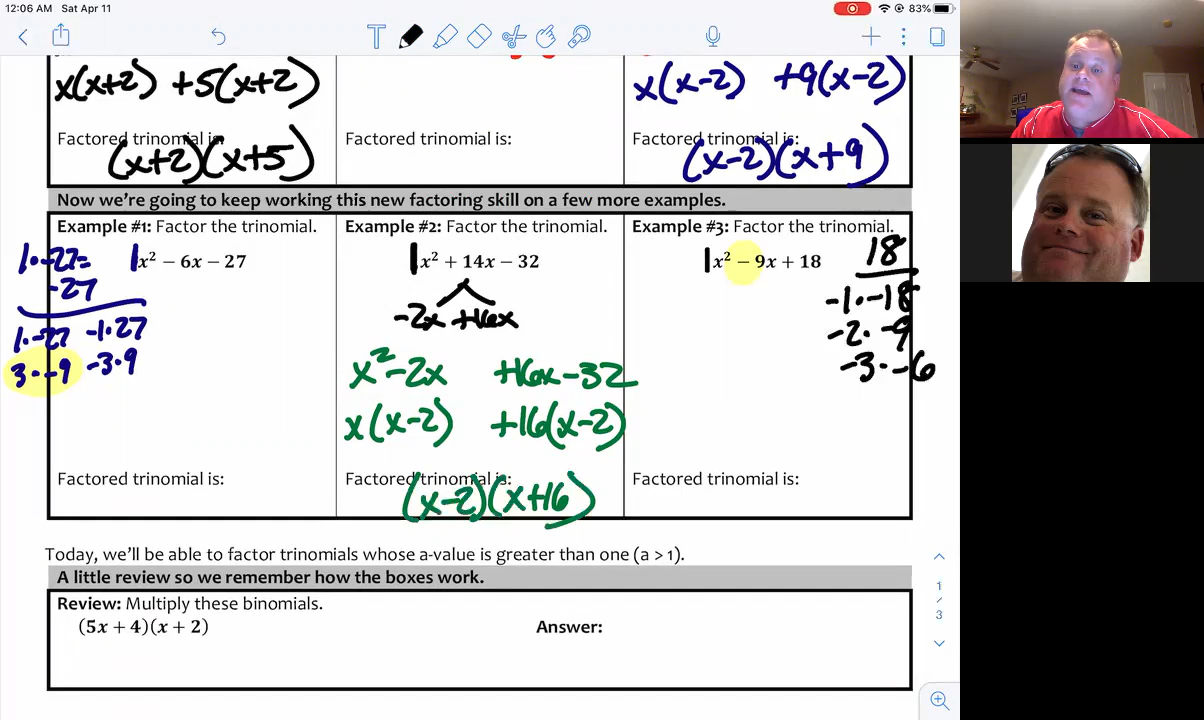 12:06 AM Sat Apr 11
83%
T
x(x+2) +5(x+2)
x(x-2) +9(x-2)
Factored trinomial is:
(x+2)(x+5)
Factored trinomial is:
Factored trinomial is:
(x-2)(x+9)
Now we're going to keep working this new factoring skill on a few more examples.
Example #1: Factor the trinomial.
1x² − 6x − 27
1·-27=
-27
1·-27 -1·27
3·-9 -3·9
Factored trinomial is:
Example #2: Factor the trinomial.
1x² + 14x − 32
-2x +16x
x²-2x +16x-32
x(x-2) +16(x-2)
Factored trinomial is:
(x-2)(x+16)
Example #3: Factor the trinomial.
1x² − 9x + 18
18
-1·-18
-2·-9
-3·-6
Factored trinomial is:
Today, we'll be able to factor trinomials whose a-value is greater than one (a > 1).
A little review so we remember how the boxes work.
Review: Multiply these binomials.
(5x + 4)(x + 2)
Answer:
1
/
3